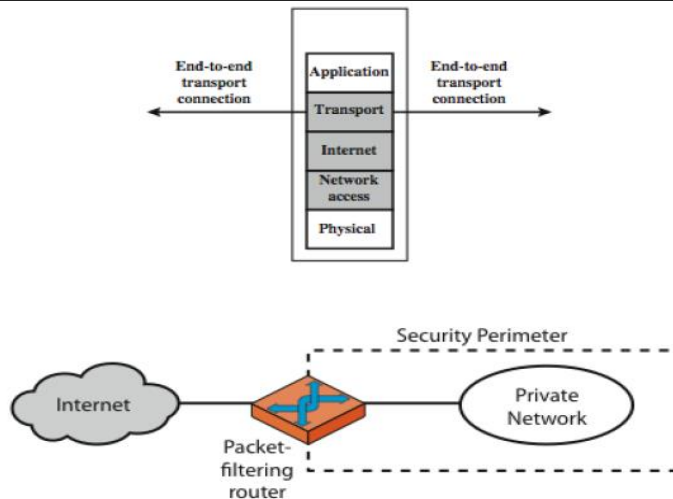 End-to-end
transport
connection
Application
Transport
Internet
Network
access
Physical
End-to-end
transport
connection
Security Perimeter
Internet
Packet-
filtering
router
Private
Network